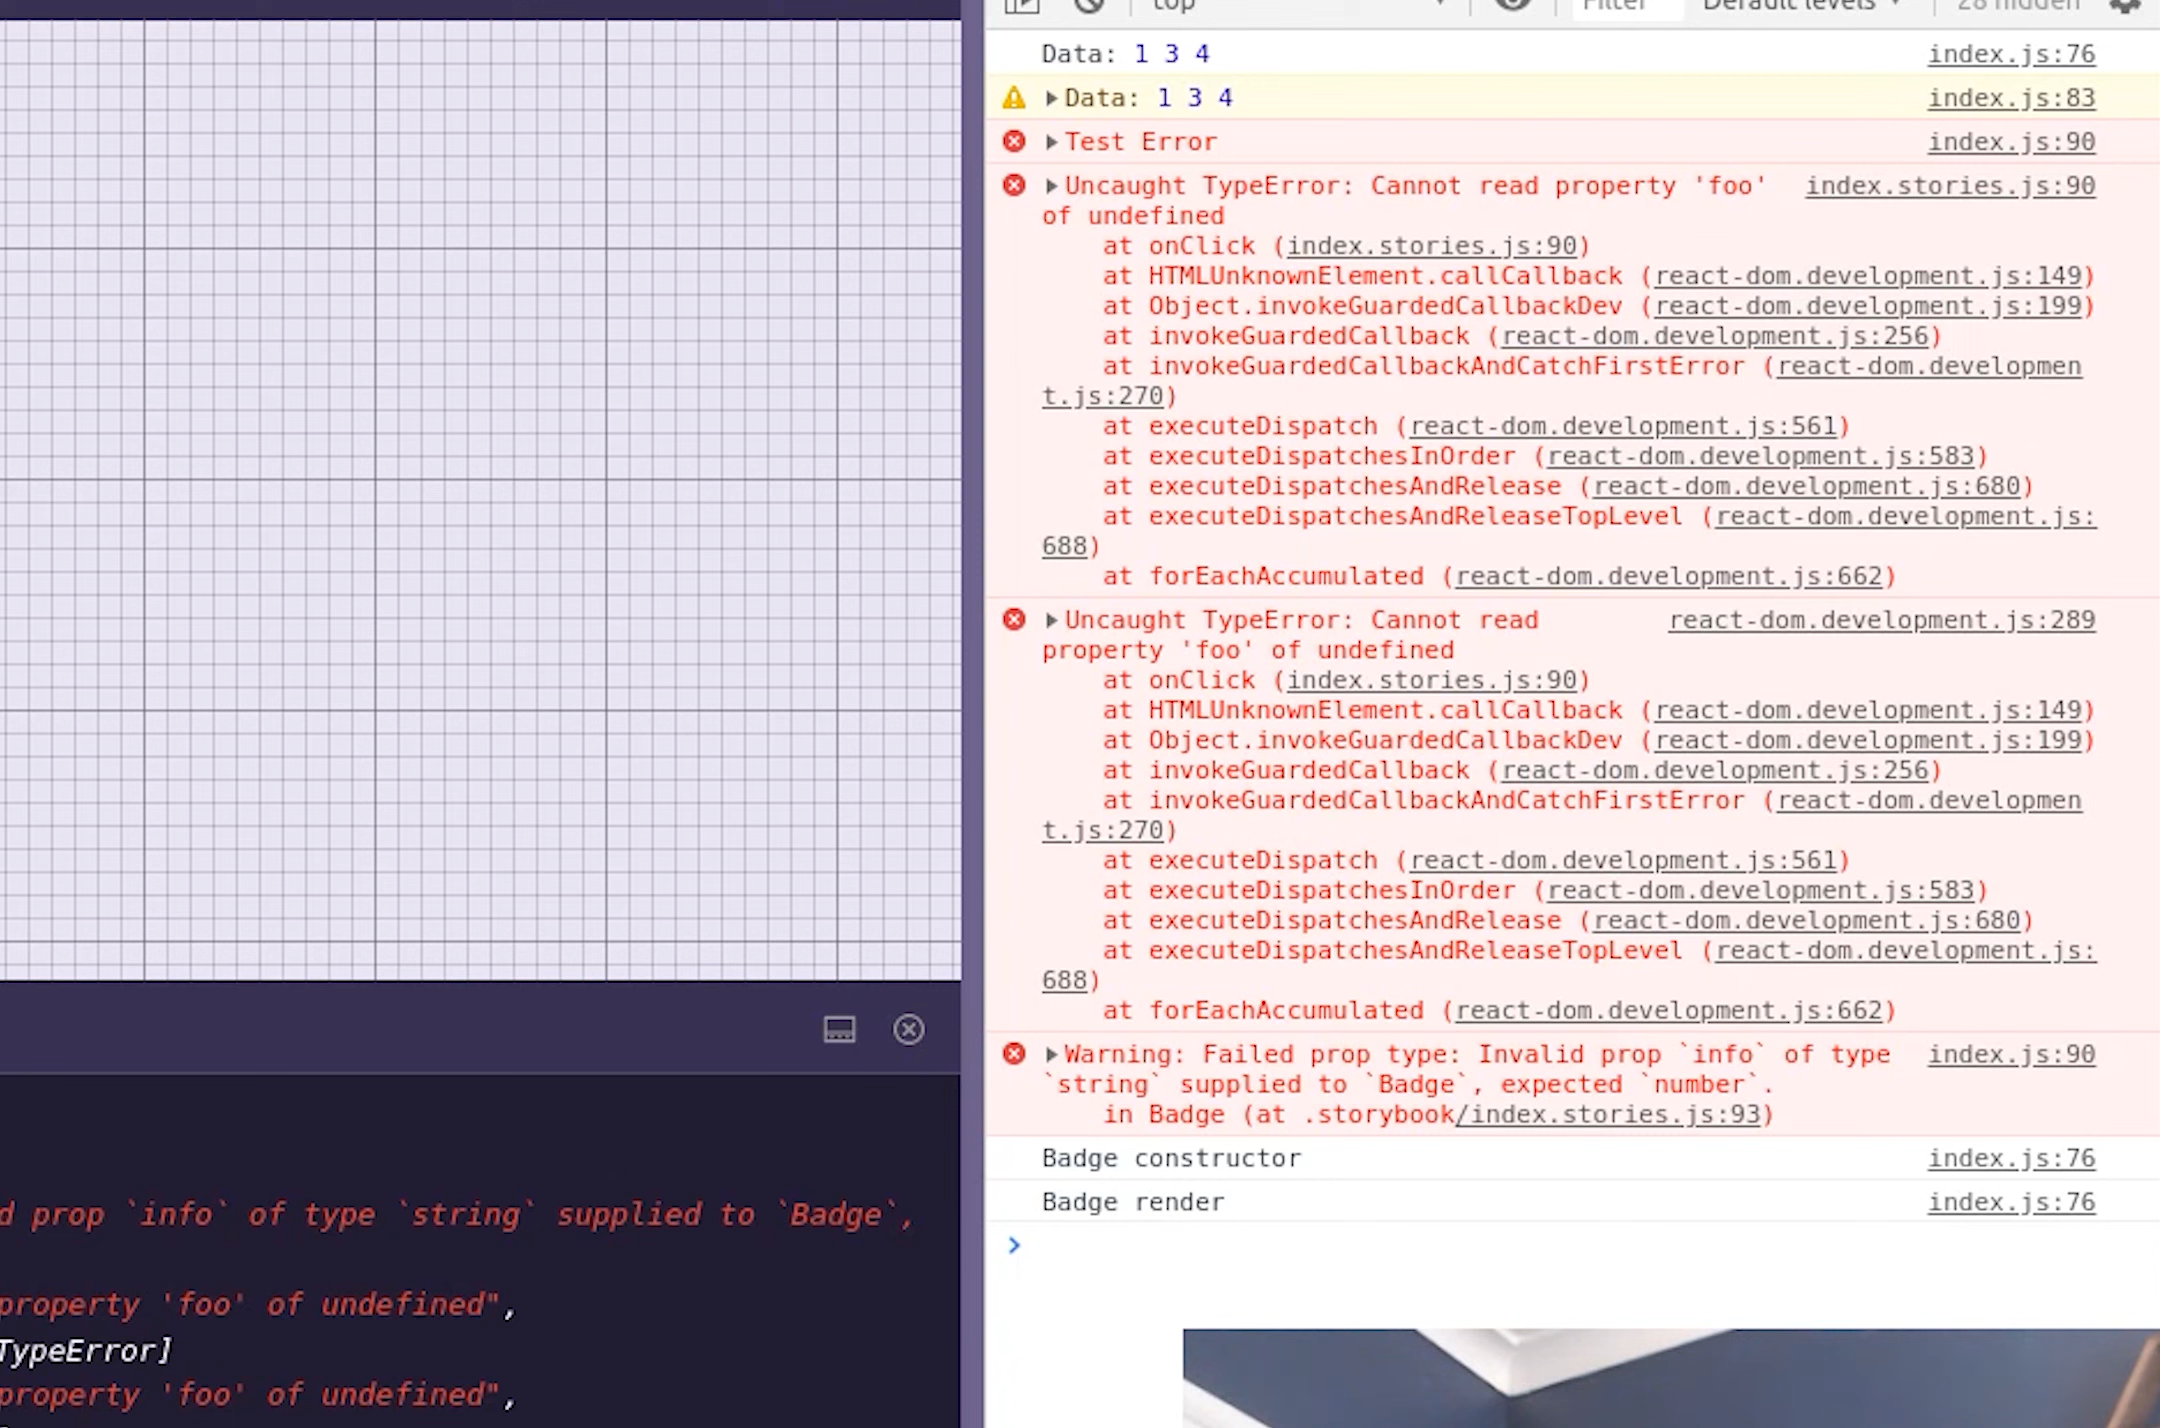 top Filter Default levels 28 hidden
Data: 1 3 4 index.js:76
Data: 1 3 4 index.js:83
Test Error index.js:90
Uncaught TypeError: Cannot read property 'foo' index.stories.js:90
of undefined
at onClick (index.stories.js:90)
at HTMLUnknownElement.callCallback (react-dom.development.js:149)
at Object.invokeGuardedCallbackDev (react-dom.development.js:199)
at invokeGuardedCallback (react-dom.development.js:256)
at invokeGuardedCallbackAndCatchFirstError (react-dom.developmen
t.js:270)
at executeDispatch (react-dom.development.js:561)
at executeDispatchesInOrder (react-dom.development.js:583)
at executeDispatchesAndRelease (react-dom.development.js:680)
at executeDispatchesAndReleaseTopLevel (react-dom.development.js:
688)
at forEachAccumulated (react-dom.development.js:662)
Uncaught TypeError: Cannot read react-dom.development.js:289
property 'foo' of undefined
at onClick (index.stories.js:90)
at HTMLUnknownElement.callCallback (react-dom.development.js:149)
at Object.invokeGuardedCallbackDev (react-dom.development.js:199)
at invokeGuardedCallback (react-dom.development.js:256)
at invokeGuardedCallbackAndCatchFirstError (react-dom.developmen
t.js:270)
at executeDispatch (react-dom.development.js:561)
at executeDispatchesInOrder (react-dom.development.js:583)
at executeDispatchesAndRelease (react-dom.development.js:680)
at executeDispatchesAndReleaseTopLevel (react-dom.development.js:
688)
at forEachAccumulated (react-dom.development.js:662)
Warning: Failed prop type: Invalid prop `info` of type index.js:90
`string` supplied to `Badge`, expected `number`.
in Badge (at .storybook/index.stories.js:93)
Badge constructor index.js:76
Badge render index.js:76
d prop `info` of type `string` supplied to `Badge`,
property 'foo' of undefined",
TypeError]
property 'foo' of undefined",